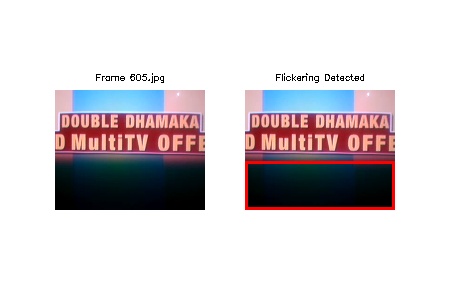 Frame 605.jpg
Flickering Detected
DOUBLE DHAMAKA
D MultiTV OFFE
DOUBLE DHAMAKA
D MultiTV OFFE